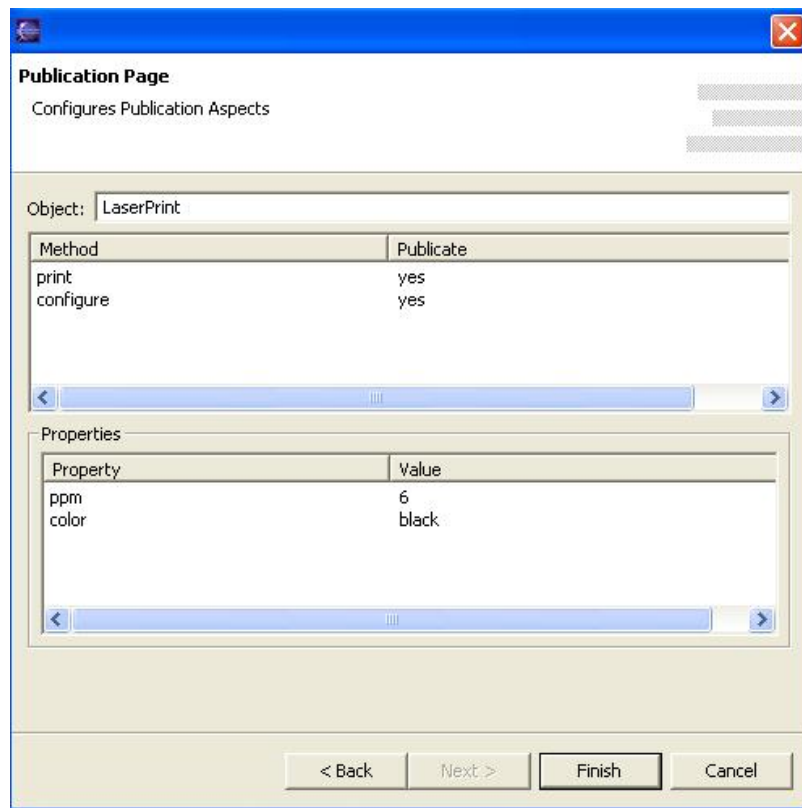 Publication Page
Configures Publication Aspects
Object: LaserPrint
Method Publicate
print yes
configure yes
Properties
Property Value
ppm 6
color black
< Back Next > Finish Cancel